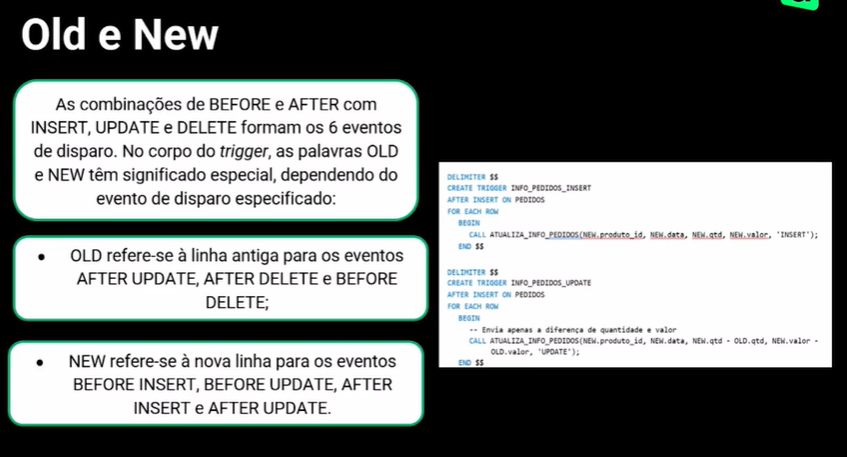 Old e New
As combinações de BEFORE e AFTER com
INSERT, UPDATE e DELETE formam os 6 eventos
de disparo. No corpo do trigger, as palavras OLD
e NEW têm significado especial, dependendo do
evento de disparo especificado:
• OLD refere-se à linha antiga para os eventos
AFTER UPDATE, AFTER DELETE e BEFORE
DELETE;
• NEW refere-se à nova linha para os eventos
BEFORE INSERT, BEFORE UPDATE, AFTER
INSERT e AFTER UPDATE.
DELIMITER $$
CREATE TRIGGER INFO_PEDIDOS_INSERT
AFTER INSERT ON PEDIDOS
FOR EACH ROW
BEGIN
CALL ATUALIZA_INFO_PEDIDOS(NEW.produto_id, NEW.data, NEW.qtd, NEW.valor, 'INSERT');
END $$
DELIMITER $$
CREATE TRIGGER INFO_PEDIDOS_UPDATE
AFTER INSERT ON PEDIDOS
FOR EACH ROW
BEGIN
-- Envia apenas a diferença de quantidade e valor
CALL ATUALIZA_INFO_PEDIDOS(NEW.produto_id, NEW.data, NEW.qtd - OLD.qtd, NEW.valor -
OLD.valor, 'UPDATE');
END $$